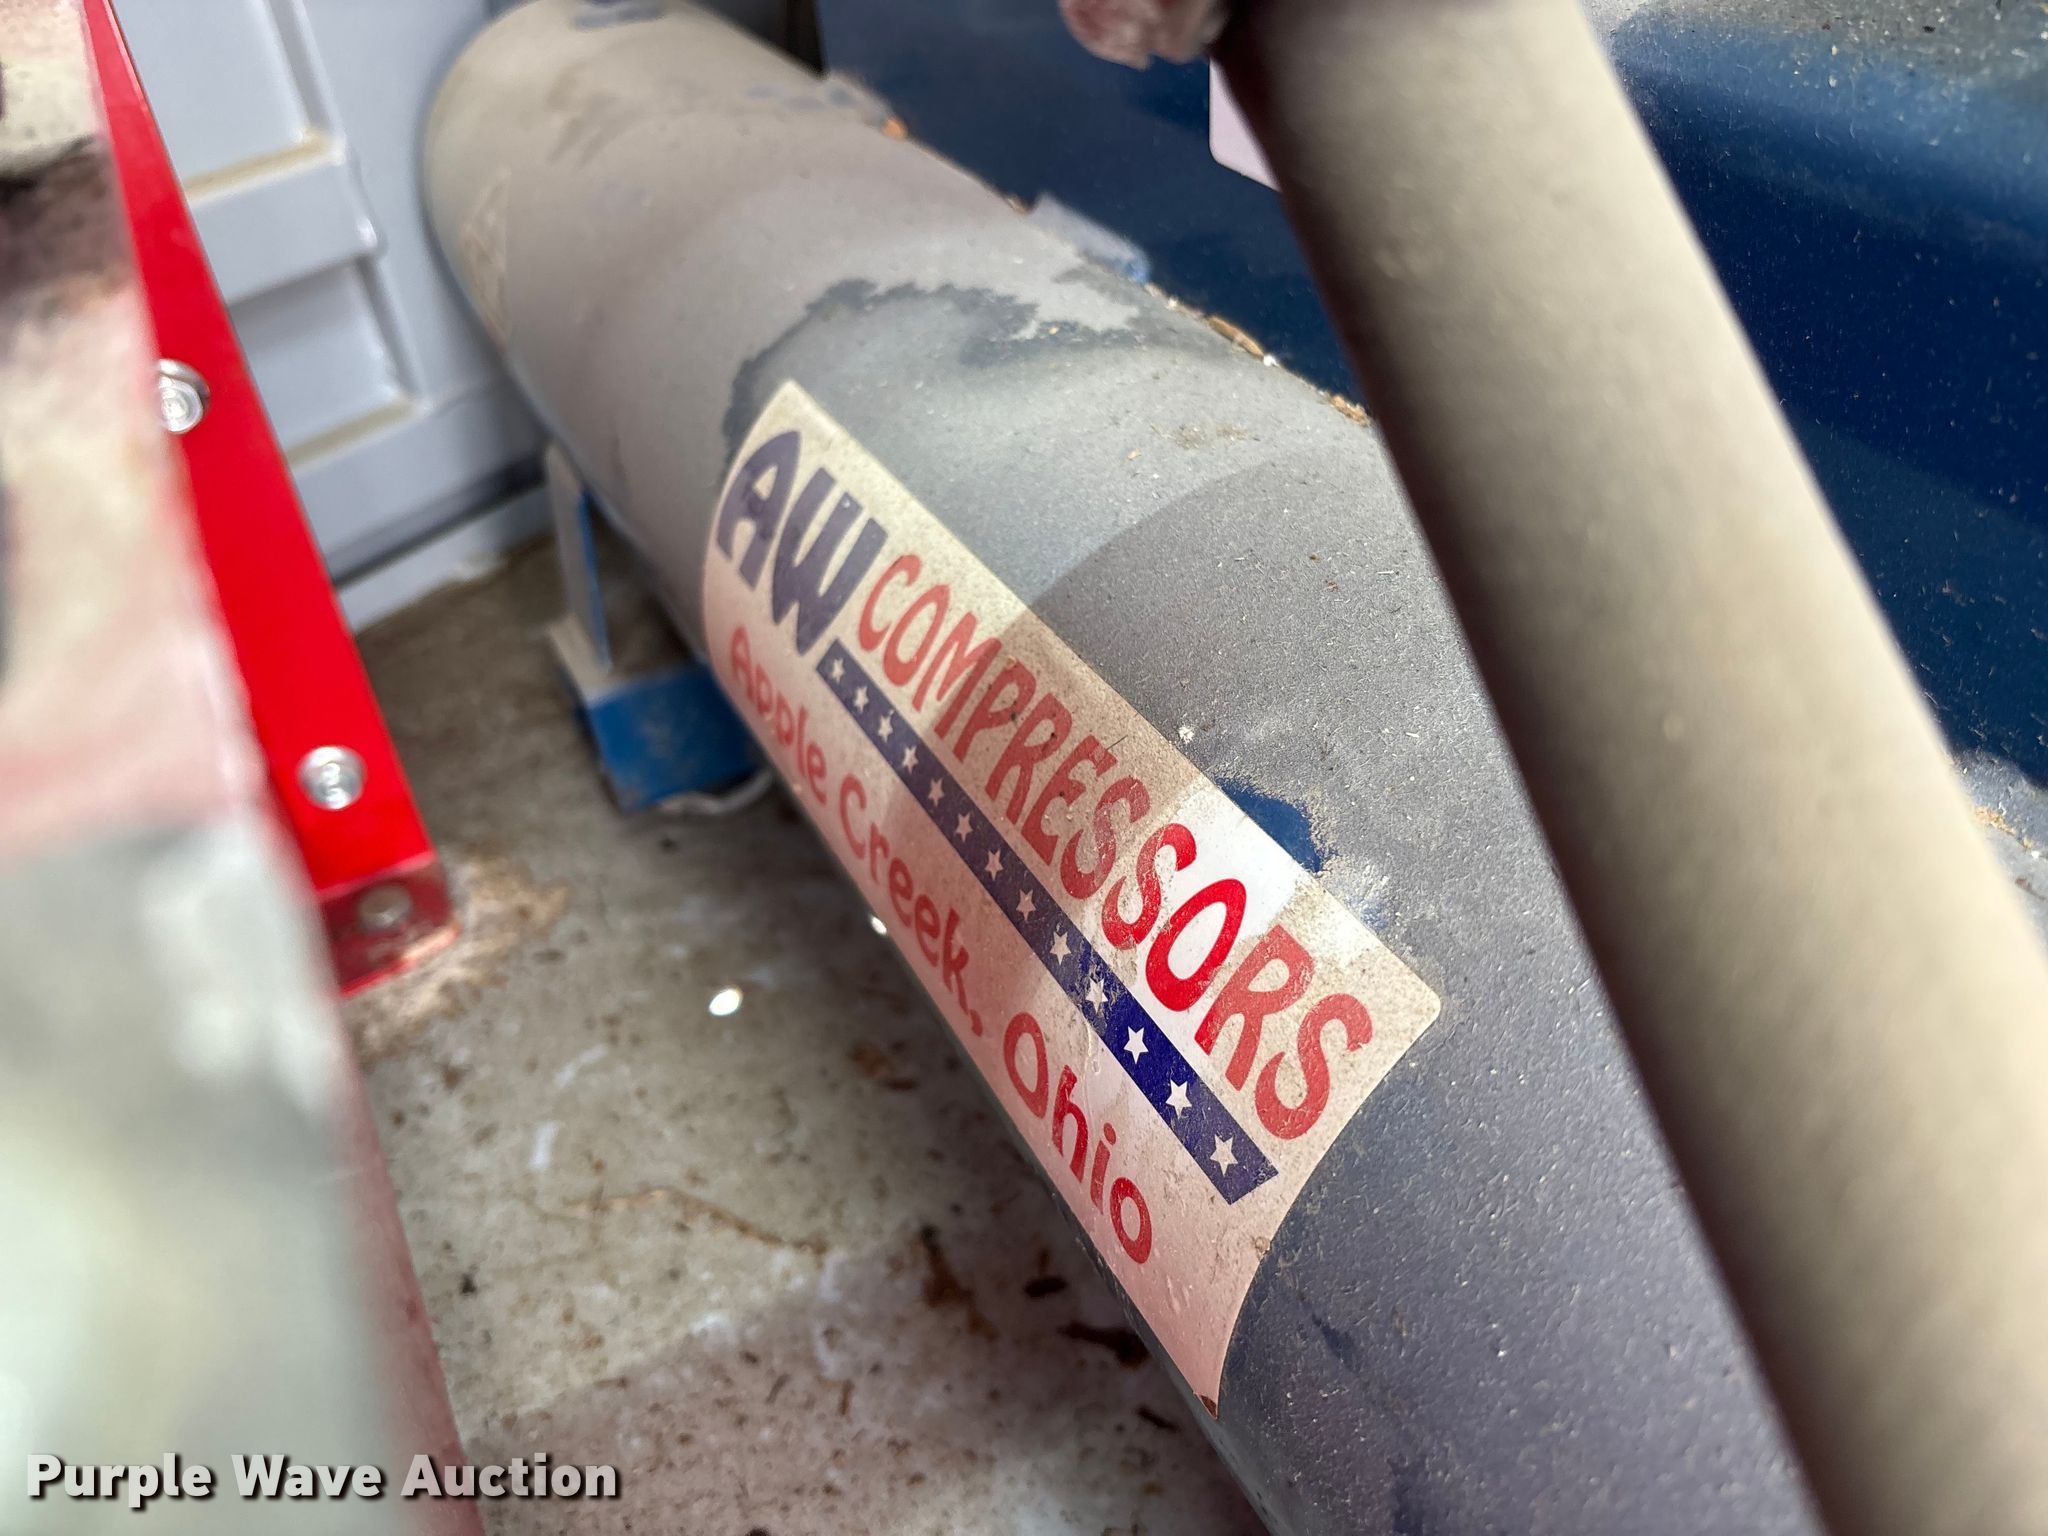 AW COMPRESSORS
Apple Creek, Ohio
Purple Wave Auction